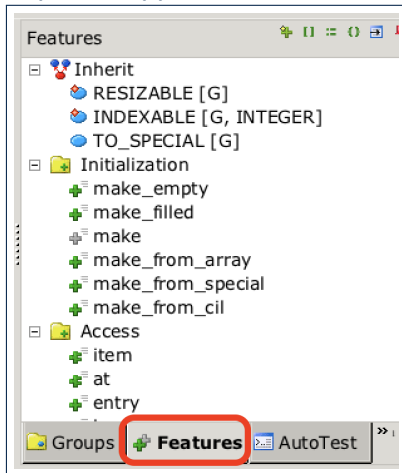 Features
Inherit
RESIZABLE [G]
INDEXABLE [G, INTEGER]
TO_SPECIAL [G]
Initialization
make_empty
make_filled
make
make_from_array
make_from_special
make_from_cil
Access
item
at
entry
Groups Features AutoTest